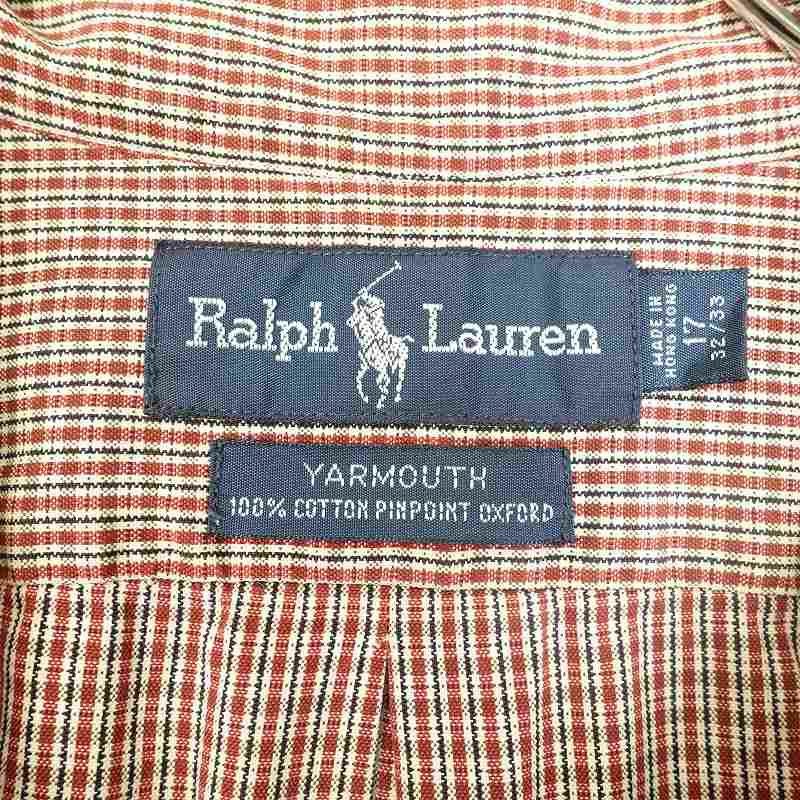 Ralph Lauren
MADE IN
HONG KONG
17
32/33
YARMOUTH
100% COTTON PINPOINT OXFORD